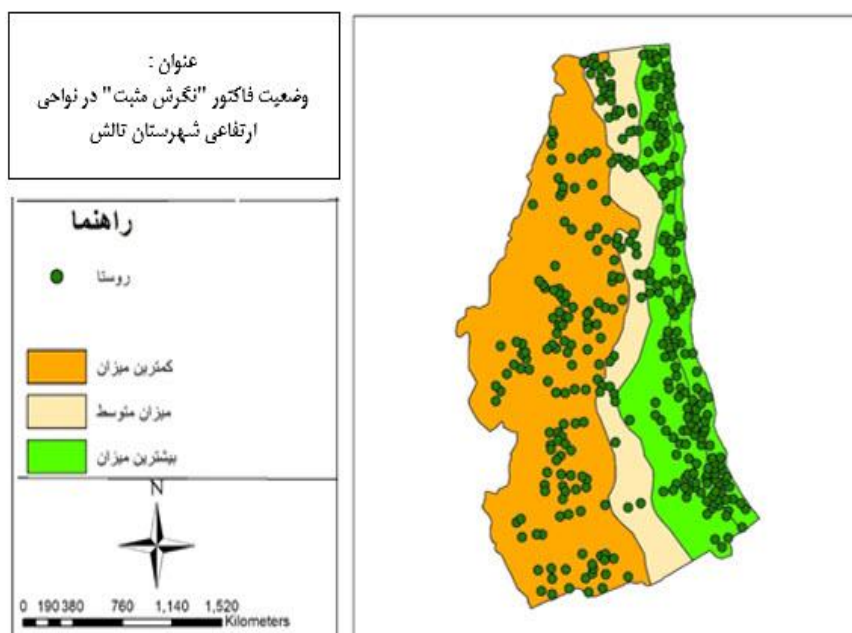 عنوان :
وضعیت فاکتور "نگرش مثبت" در نواحی
ارتفاعی شهرستان تالش
راهنما
روستا
کمترین میزان
میزان متوسط
بیشترین میزان
N
0 190 380 760 1,140 1,520
Kilometers